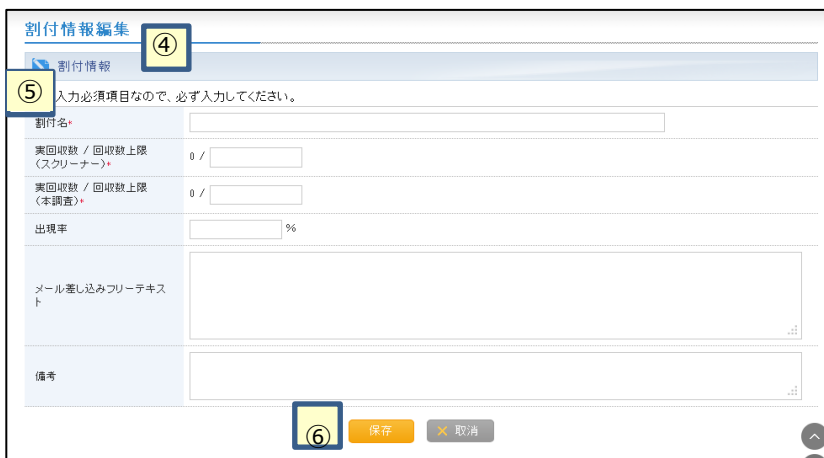 割付情報編集
④
割付情報
⑤
入力必須項目なので、必ず入力してください。
割付名*
実回収数 / 回収数上限
(スクリーナー)*
0 /
実回収数 / 回収数上限
(本調査)*
0 /
出現率
%
メール差し込みフリーテキス
ト
備考
⑥
保存
× 取消